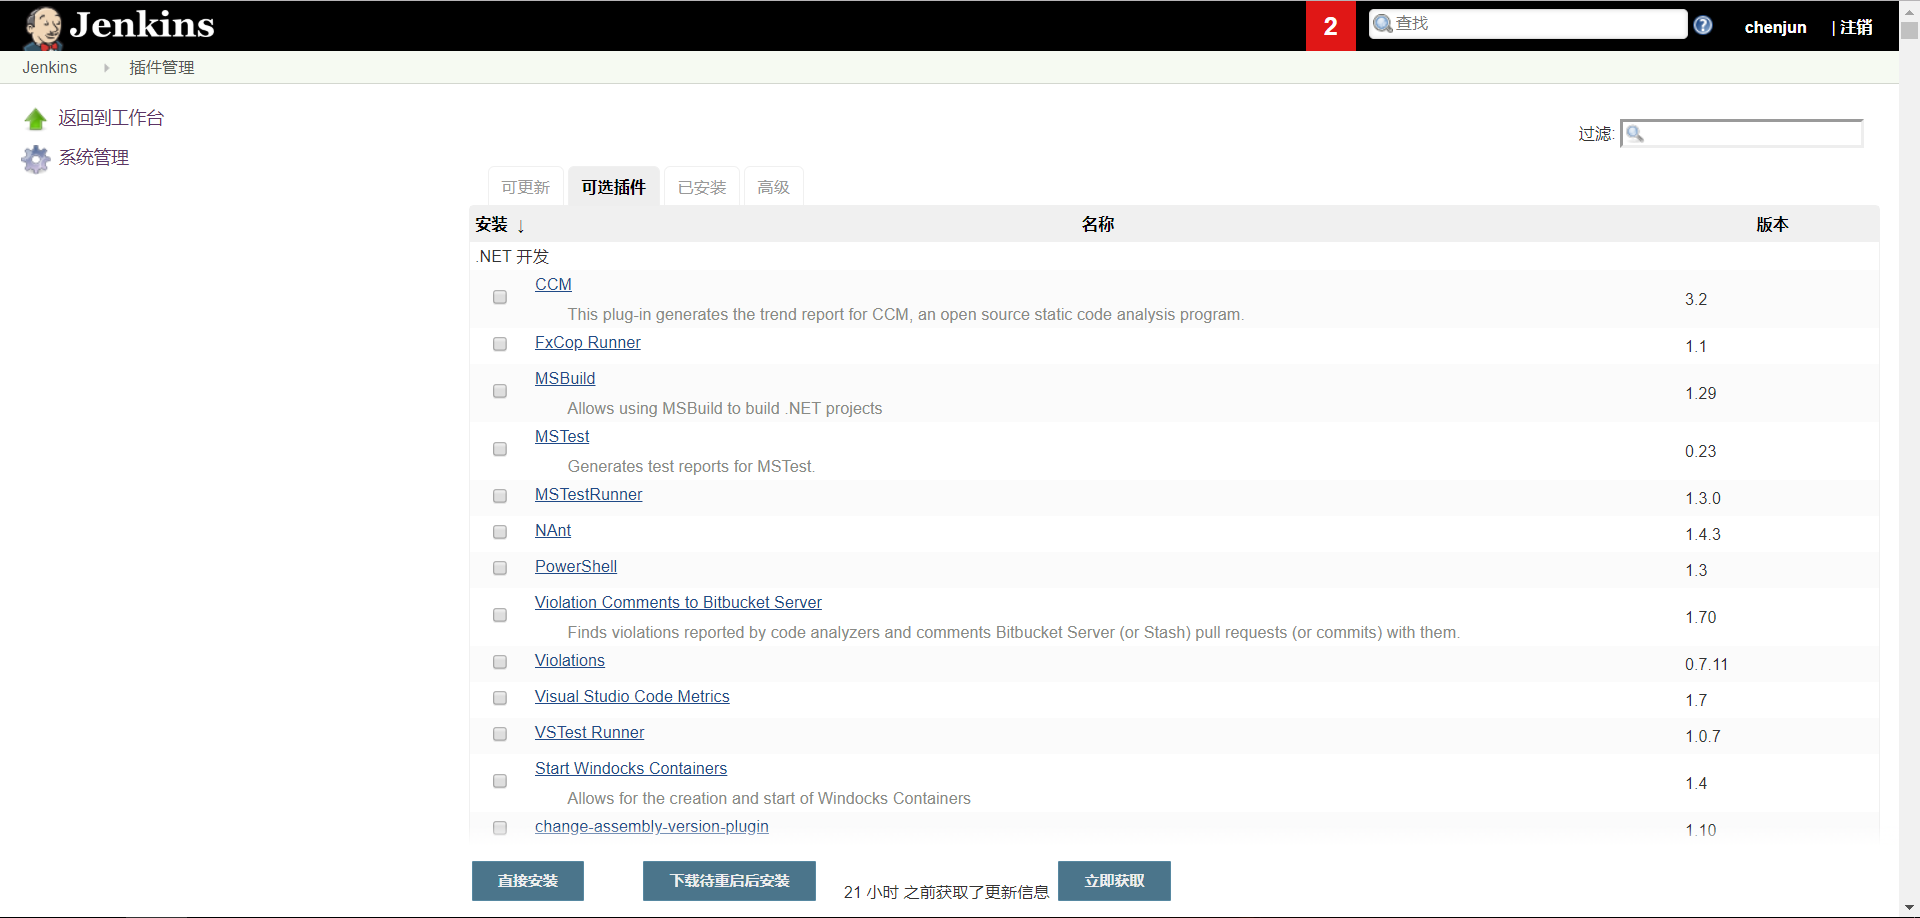 Jenkins
2
查找
chenjun
| 注销
Jenkins
插件管理
返回到工作台
系统管理
过滤:
可更新
可选插件
已安装
高级
安装 ↓
名称
版本
.NET 开发
CCM
This plug-in generates the trend report for CCM, an open source static code analysis program.
3.2
FxCop Runner
1.1
MSBuild
Allows using MSBuild to build .NET projects
1.29
MSTest
Generates test reports for MSTest.
0.23
MSTestRunner
1.3.0
NAnt
1.4.3
PowerShell
1.3
Violation Comments to Bitbucket Server
Finds violations reported by code analyzers and comments Bitbucket Server (or Stash) pull requests (or commits) with them.
1.70
Violations
0.7.11
Visual Studio Code Metrics
1.7
VSTest Runner
1.0.7
Start Windocks Containers
Allows for the creation and start of Windocks Containers
1.4
change-assembly-version-plugin
1.10
直接安装
下载待重启后安装
21 小时 之前获取了更新信息
立即获取